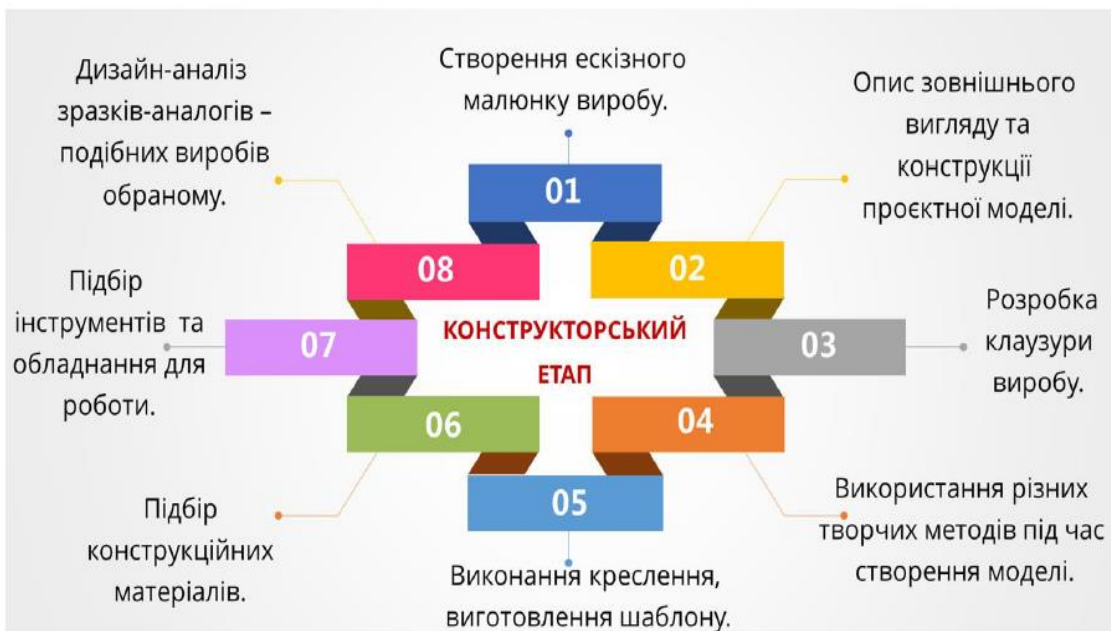 Створення ескізного
малюнку виробу.
01
Опис зовнішнього
вигляду та
конструкції
проєктної моделі.
02
Розробка
клаузури
виробу.
03
Використання різних
творчих методів під час
створення моделі.
04
Виконання креслення,
виготовлення шаблону.
05
Підбір
конструкційних
матеріалів.
06
Підбір
інструментів та
обладнання для
роботи.
07
Дизайн-аналіз
зразків-аналогів –
подібних виробів
обраному.
08
КОНСТРУКТОРСЬКИЙ
ЕТАП